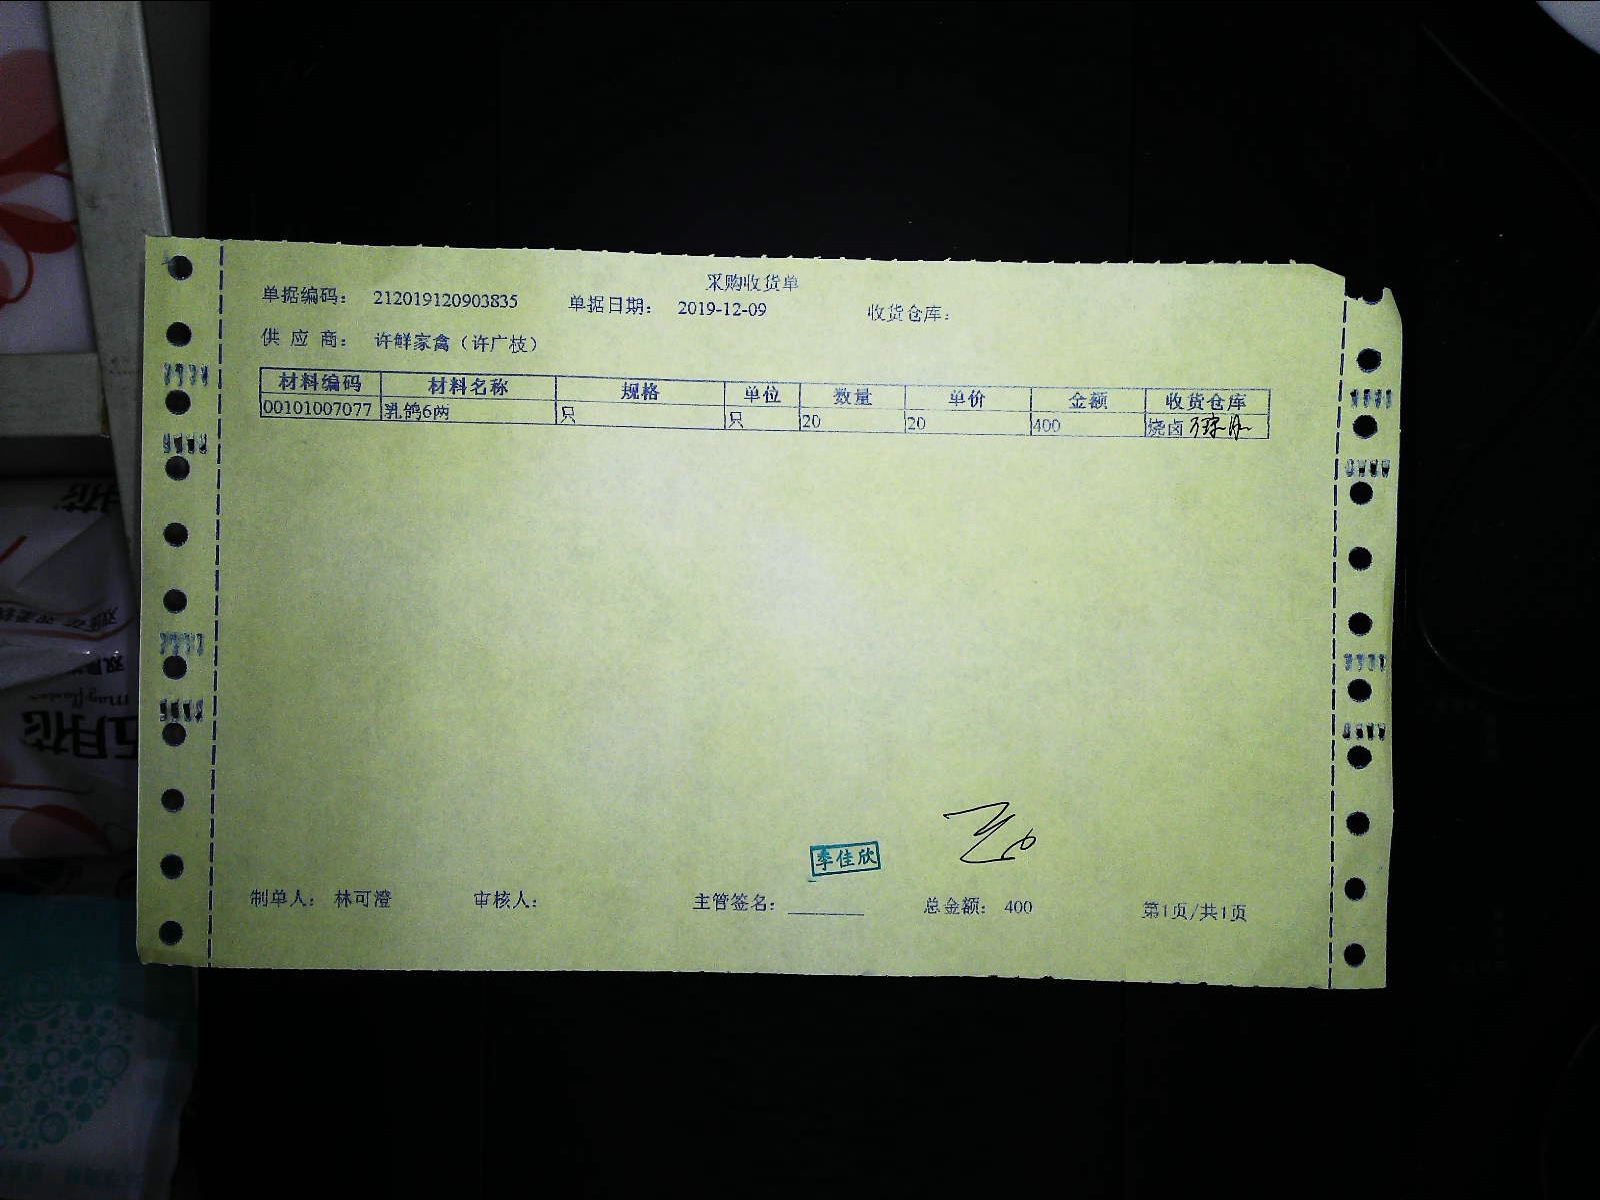 采购收货单
单据编码： 212019120903835 单据日期： 2019-12-09 收货仓库：
供 应 商： 许鲜家禽（许广枝）
材料编码 材料名称 规格 单位 数量 单价 金额 收货仓库
00101007077 乳鸽6两 只 只 20 20 400 烧卤
季佳欣
制单人： 林可澄 审核人： 主管签名： 总金额： 400 第1页/共1页
五月花